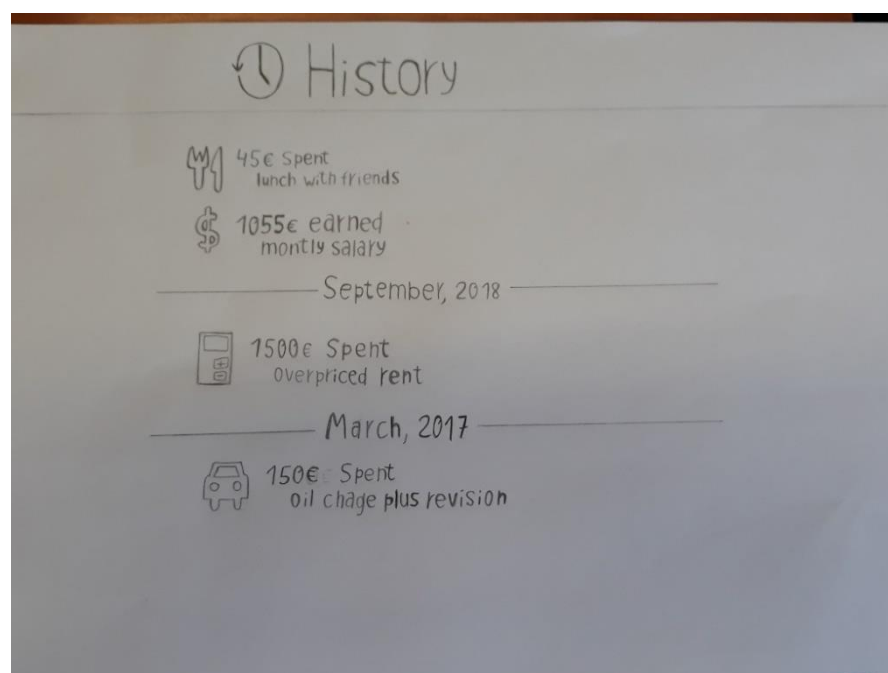 History
45€ Spent
lunch with friends
1055€ earned
montly salary
September, 2018
1500€ Spent
overpriced rent
March, 2017
150€ Spent
oil chage plus revision